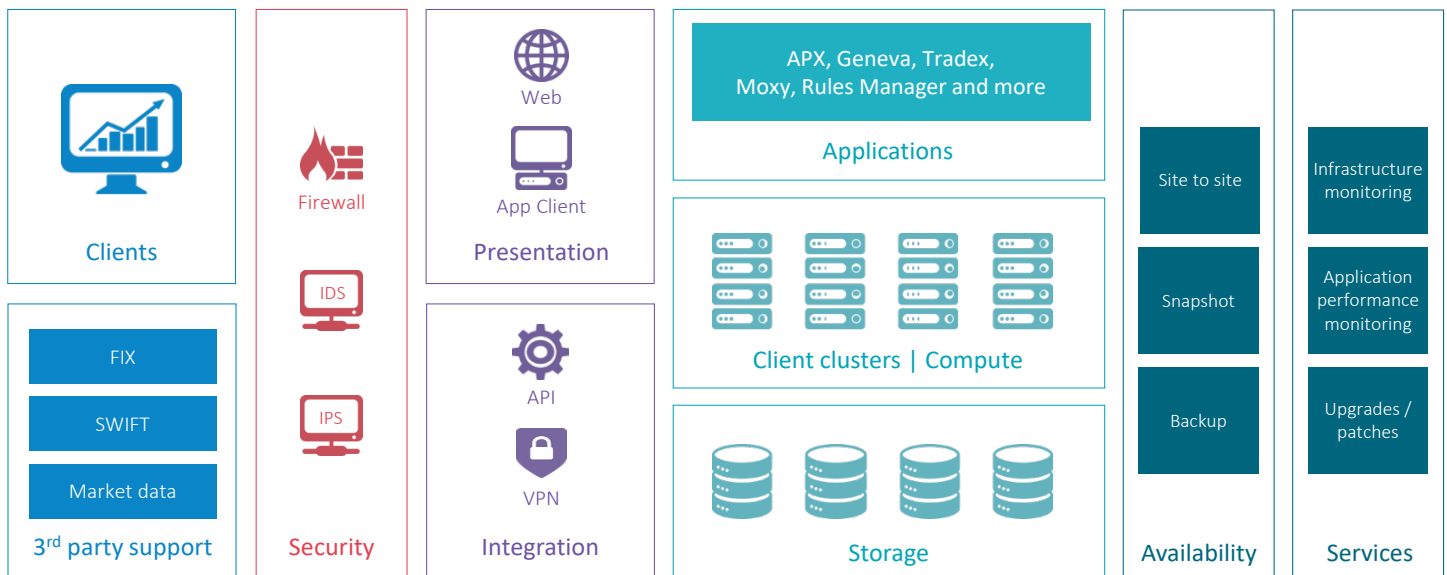 Clients
FIX
SWIFT
Market data
3rd party support
Firewall
IDS
IPS
Security
Web
App Client
Presentation
API
VPN
Integration
APX, Geneva, Tradex,
Moxy, Rules Manager and more
Applications
Client clusters | Compute
Storage
Site to site
Snapshot
Backup
Availability
Infrastructure
monitoring
Application
performance
monitoring
Upgrades /
patches
Services